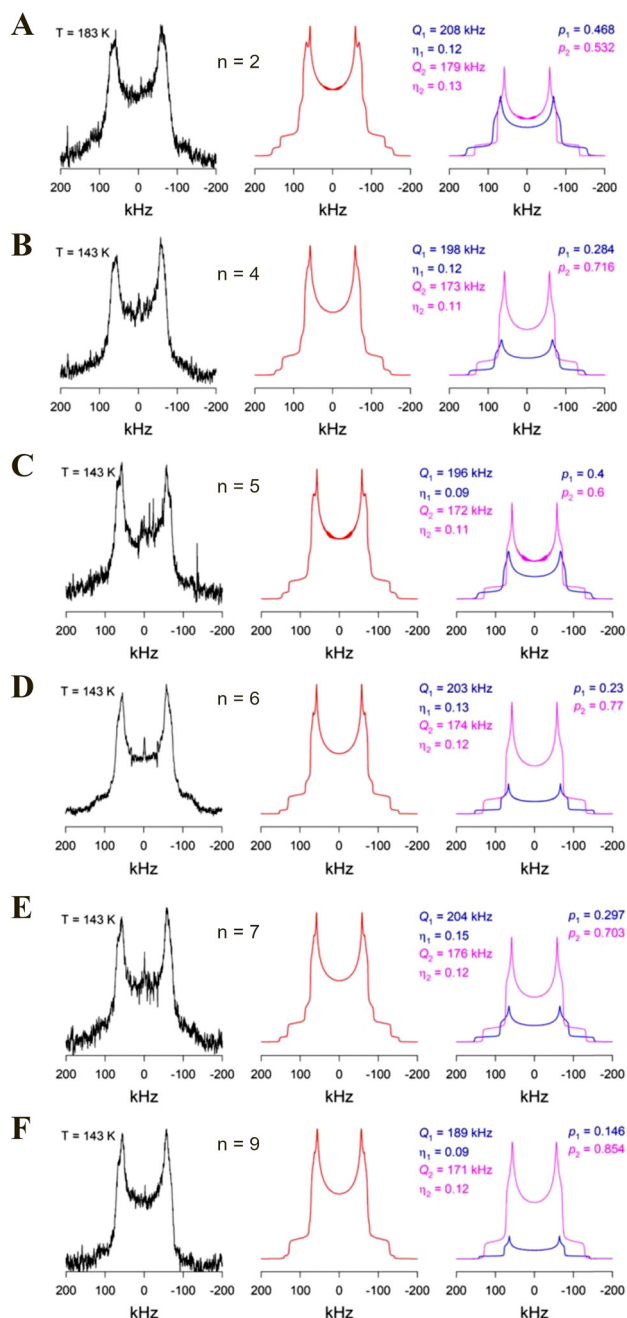 A
T = 183 K
n = 2
Q1 = 208 kHz
η1 = 0.12
Q2 = 179 kHz
η2 = 0.13
p1 = 0.468
p2 = 0.532
200 100 0 -100 -200
200 100 0 -100 -200
200 100 0 -100 -200
kHz kHz kHz
B
T = 143 K
n = 4
Q1 = 198 kHz
η1 = 0.12
Q2 = 173 kHz
η2 = 0.11
p1 = 0.284
p2 = 0.716
200 100 0 -100 -200
200 100 0 -100 -200
200 100 0 -100 -200
kHz kHz kHz
C
T = 143 K
n = 5
Q1 = 196 kHz
η1 = 0.09
Q2 = 172 kHz
η2 = 0.11
p1 = 0.4
p2 = 0.6
200 100 0 -100 -200
200 100 0 -100 -200
200 100 0 -100 -200
kHz kHz kHz
D
T = 143 K
n = 6
Q1 = 203 kHz
η1 = 0.13
Q2 = 174 kHz
η2 = 0.12
p1 = 0.23
p2 = 0.77
200 100 0 -100 -200
200 100 0 -100 -200
200 100 0 -100 -200
kHz kHz kHz
E
T = 143 K
n = 7
Q1 = 204 kHz
η1 = 0.15
Q2 = 176 kHz
η2 = 0.12
p1 = 0.297
p2 = 0.703
200 100 0 -100 -200
200 100 0 -100 -200
200 100 0 -100 -200
kHz kHz kHz
F
T = 143 K
n = 9
Q1 = 189 kHz
η1 = 0.09
Q2 = 171 kHz
η2 = 0.12
p1 = 0.146
p2 = 0.854
200 100 0 -100 -200
200 100 0 -100 -200
200 100 0 -100 -200
kHz kHz kHz